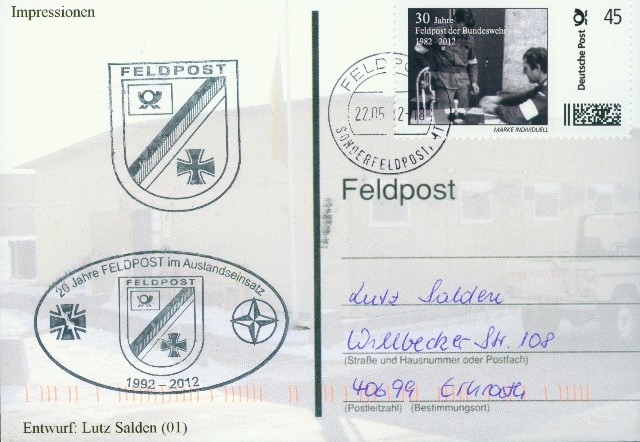 Impressionen
30 Jahre
Feldpost der Bundeswehr
1982 - 2012
Deutsche Post
45
MARKE INDIVIDUELL
FELDPOST
22.05
SONDERFELDPOST
FELDPOST
20 Jahre FELDPOST im Auslandseinsatz
FELDPOST
1992 - 2012
Entwurf: Lutz Salden (01)
Feldpost
Lutz Salden
Willbecker Str. 108
(Straße und Hausnummer oder Postfach)
40699 Erkrath
(Postleitzahl) (Bestimmungsort)